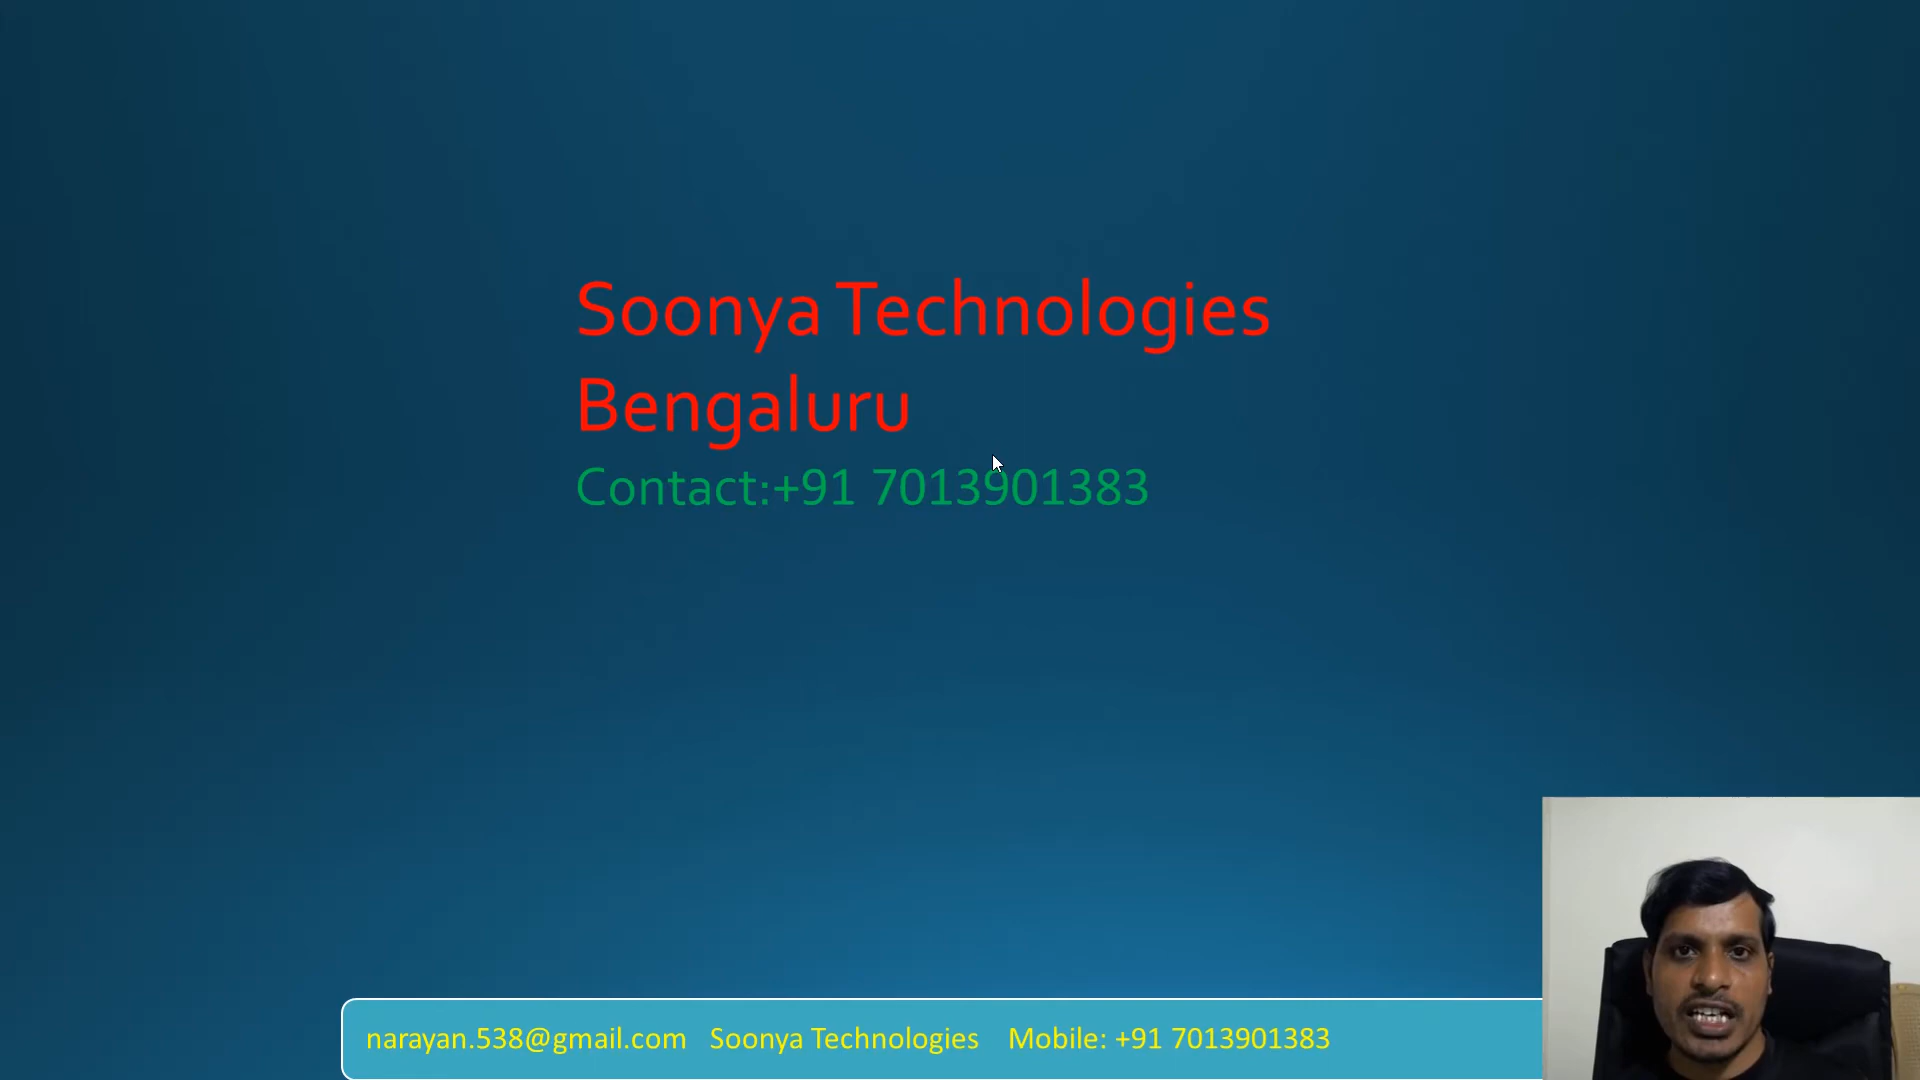 Soonya Technologies
Bengaluru
Contact:+91 7013901383
narayan.538@gmail.com Soonya Technologies Mobile: +91 7013901383